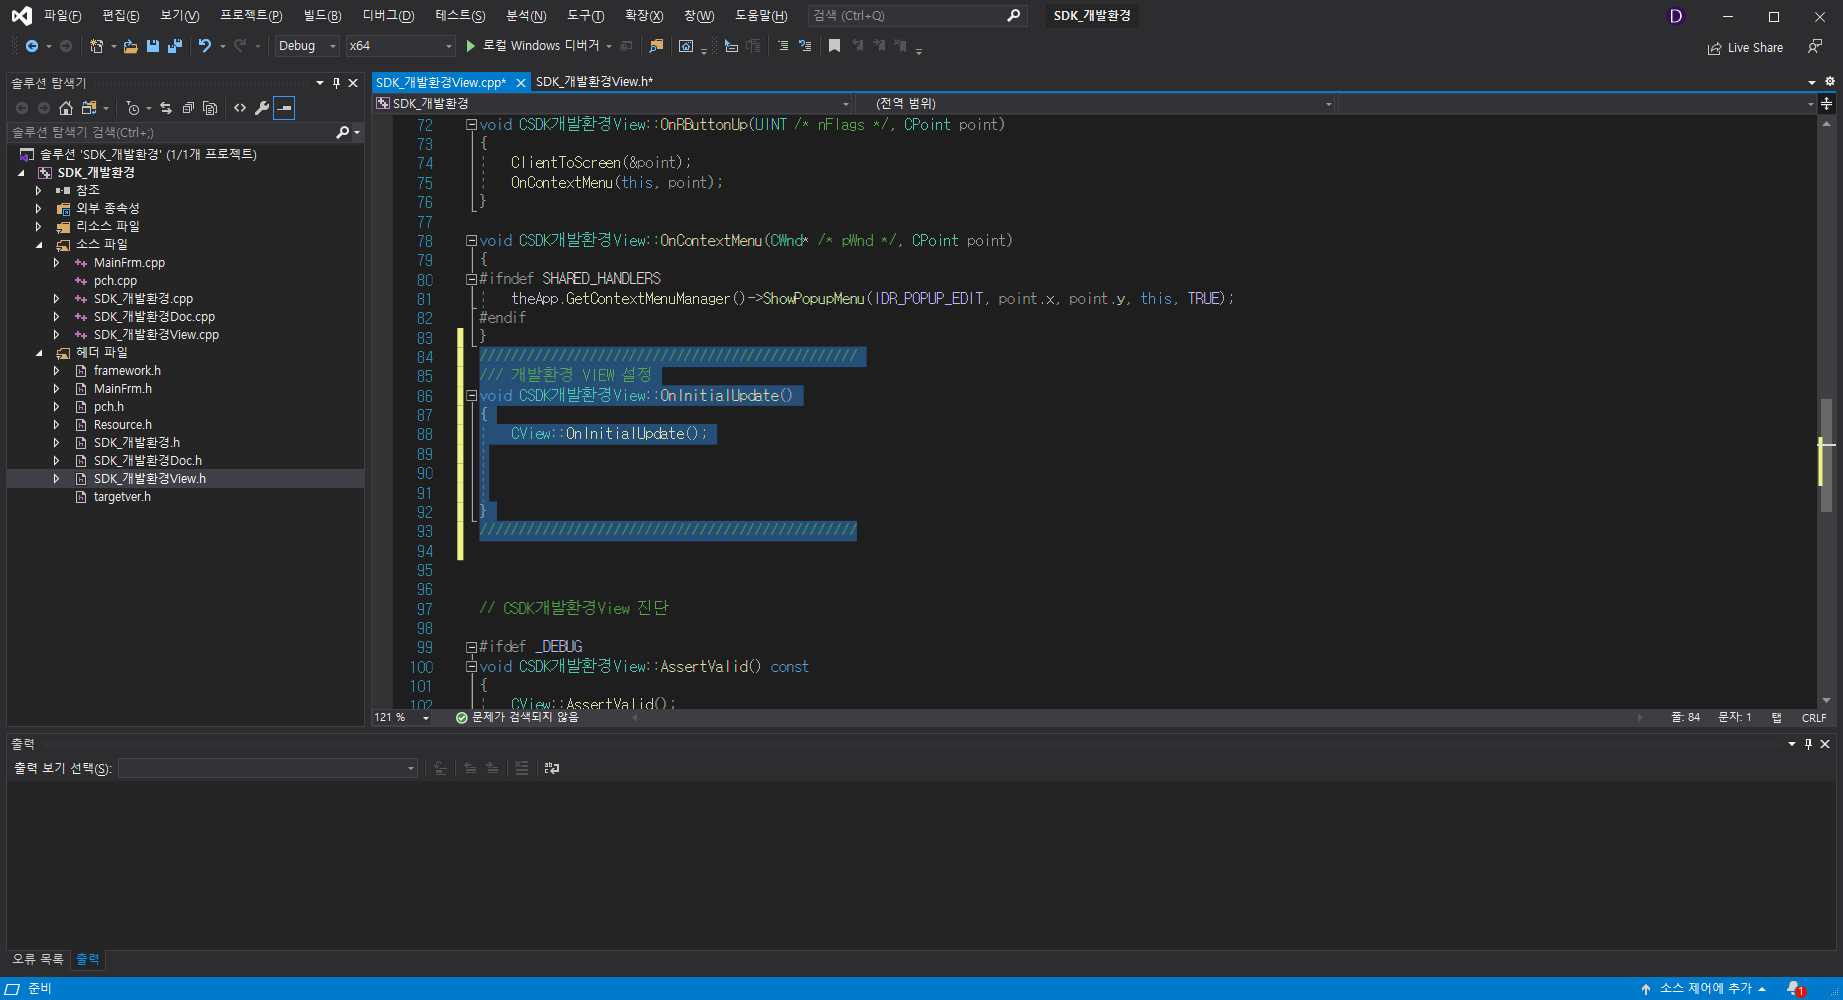 파일(F) 편집(E) 보기(V) 프로젝트(P) 빌드(B) 디버그(D) 테스트(S) 분석(N) 도구(T) 확장(X) 창(W) 도움말(H) 검색 (Ctrl+Q) SDK_개발환경 D
Debug x64 로컬 Windows 디버거 Live Share
솔루션 탐색기
솔루션 탐색기 검색(Ctrl+;)
솔루션 'SDK_개발환경' (1/1개 프로젝트)
SDK_개발환경
참조
외부 종속성
리소스 파일
소스 파일
MainFrm.cpp
pch.cpp
SDK_개발환경.cpp
SDK_개발환경Doc.cpp
SDK_개발환경View.cpp
헤더 파일
framework.h
MainFrm.h
pch.h
Resource.h
SDK_개발환경.h
SDK_개발환경Doc.h
SDK_개발환경View.h
targetver.h
SDK_개발환경View.cpp* SDK_개발환경View.h*
SDK_개발환경 (전역 범위)
72 void CSDK개발환경View::OnRButtonUp(UINT /* nFlags */, CPoint point)
73 {
74 ClientToScreen(&point);
75 OnContextMenu(this, point);
76 }
77
78 void CSDK개발환경View::OnContextMenu(CWnd* /* pWnd */, CPoint point)
79 {
80 #ifndef SHARED_HANDLERS
81 theApp.GetContextMenuManager()->ShowPopupMenu(IDR_POPUP_EDIT, point.x, point.y, this, TRUE);
82 #endif
83 }
84 ////////////////////////////////////////////////
85 /// 개발환경 VIEW 설정
86 void CSDK개발환경View::OnInitialUpdate()
87 {
88 CView::OnInitialUpdate();
89
90
91
92 }
93 ////////////////////////////////////////////////
94
95
96
97 // CSDK개발환경View 진단
98
99 #ifdef _DEBUG
100 void CSDK개발환경View::AssertValid() const
101 {
102 CView::AssertValid();
121 % 문제가 검색되지 않음 줄: 84 문자: 1 탭 CRLF
출력
출력 보기 선택(S):
오류 목록 출력
준비 소스 제어에 추가 1